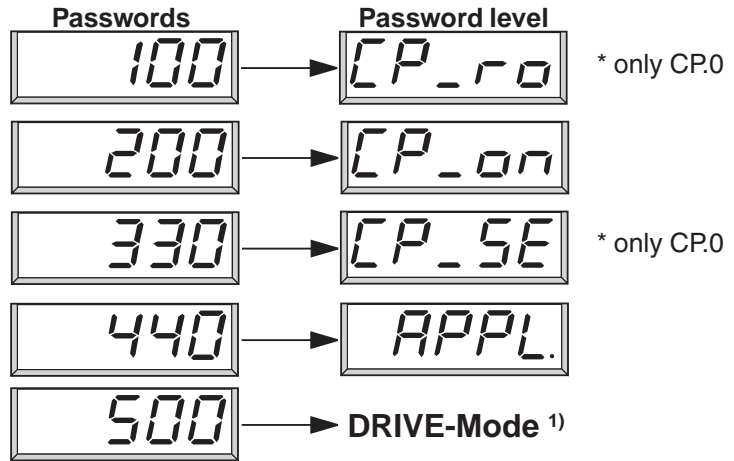 Passwords Password level
100 CP_ro * only CP.0
200 CP_on
330 CP_SE * only CP.0
440 APPL.
500 DRIVE-Mode 1)